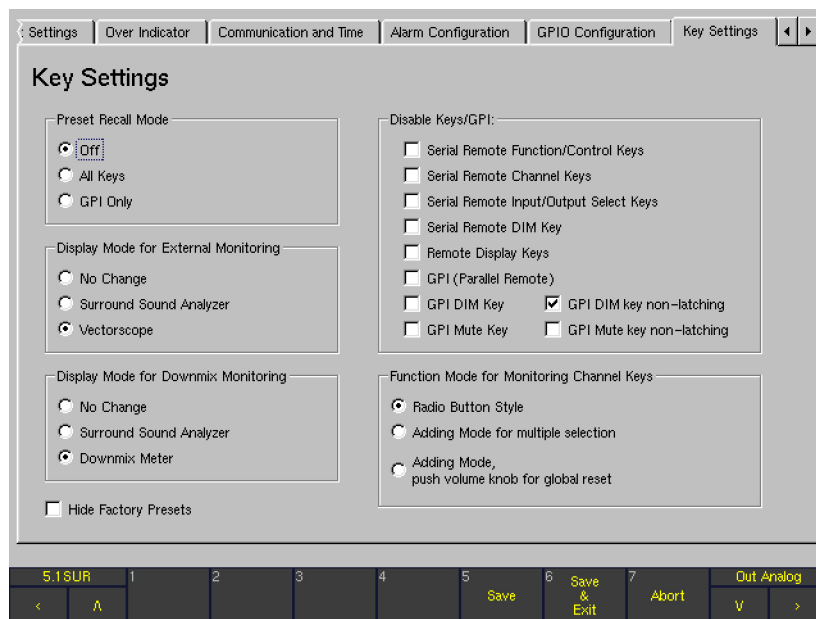 : Settings
Over Indicator
Communication and Time
Alarm Configuration
GPIO Configuration
Key Settings
Key Settings
Preset Recall Mode
Off
All Keys
GPI Only
Display Mode for External Monitoring
No Change
Surround Sound Analyzer
Vectorscope
Display Mode for Downmix Monitoring
No Change
Surround Sound Analyzer
Downmix Meter
Hide Factory Presets
Disable Keys/GPI:
Serial Remote Function/Control Keys
Serial Remote Channel Keys
Serial Remote Input/Output Select Keys
Serial Remote DIM Key
Remote Display Keys
GPI (Parallel Remote)
GPI DIM Key
GPI DIM key non-latching
GPI Mute Key
GPI Mute key non-latching
Function Mode for Monitoring Channel Keys
Radio Button Style
Adding Mode for multiple selection
Adding Mode,
push volume knob for global reset
5.1SUR
< Λ
1
2
3
4
5
Save
6
Save
&
Exit
7
Abort
Out Analog
V >